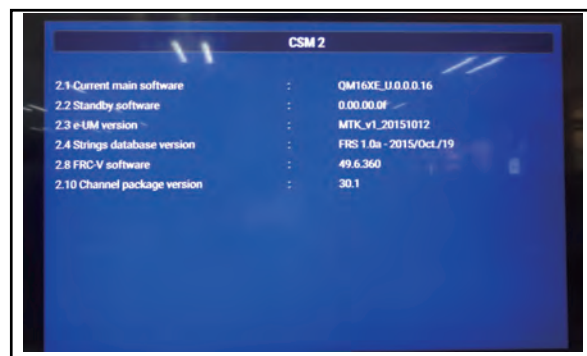 CSM 2
2.1 Current main software : QM16XE_U.0.0.0.16
2.2 Standby software : 0.00.00.0f
2.3 e-UM version : MTK_v1_20151012
2.4 Strings database version : FRS 1.0a - 2015/Oct./19
2.8 FRC-V software : 49.6.360
2.10 Channel package version : 30.1